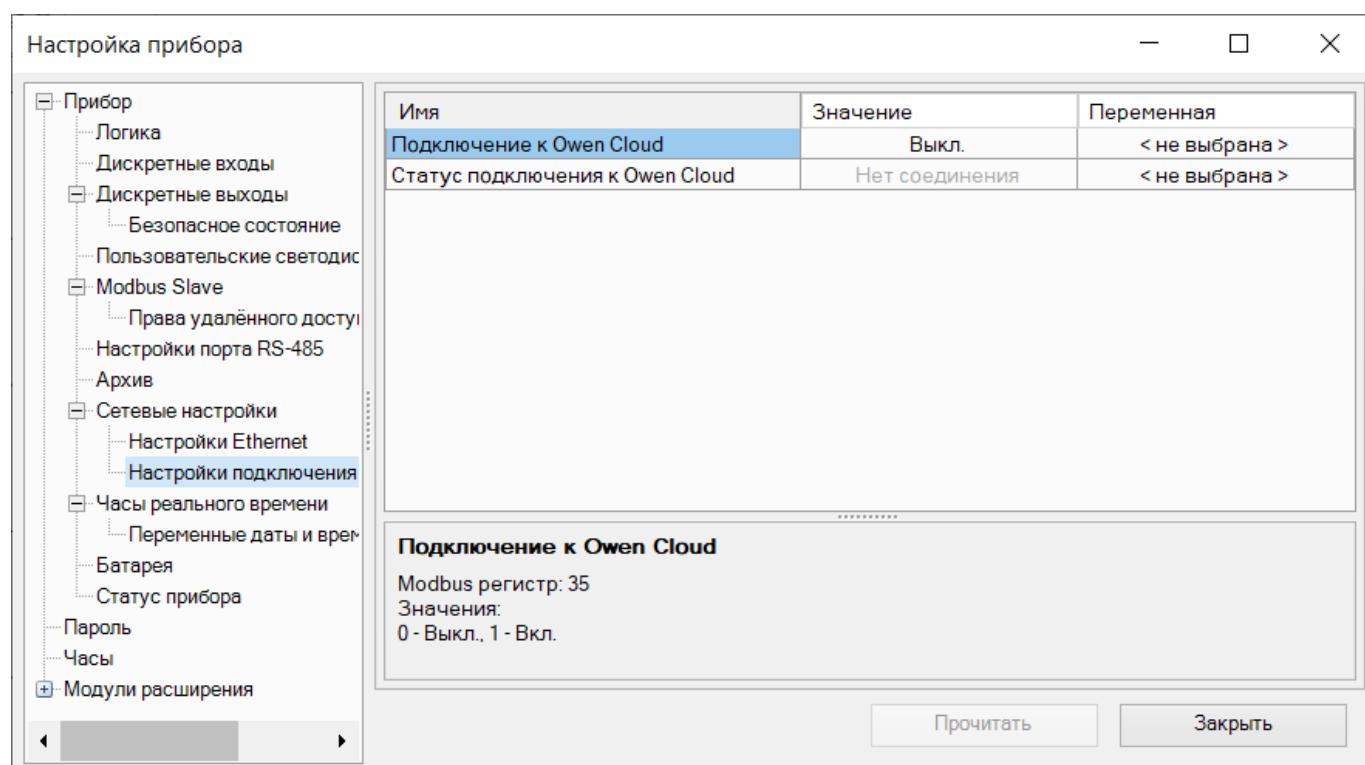 Настройка прибора
Прибор
Логика
Дискретные входы
Дискретные выходы
Безопасное состояние
Пользовательские светодис
Modbus Slave
Права удалённого досту
Настройки порта RS-485
Архив
Сетевые настройки
Настройки Ethernet
Настройки подключения
Часы реального времени
Переменные даты и врем
Батарея
Статус прибора
Пароль
Часы
Модули расширения
Имя Значение Переменная
Подключение к Owen Cloud Выкл. < не выбрана >
Статус подключения к Owen Cloud Нет соединения < не выбрана >
Подключение к Owen Cloud
Modbus регистр: 35
Значения:
0 - Выкл., 1 - Вкл.
Прочитать Закрыть